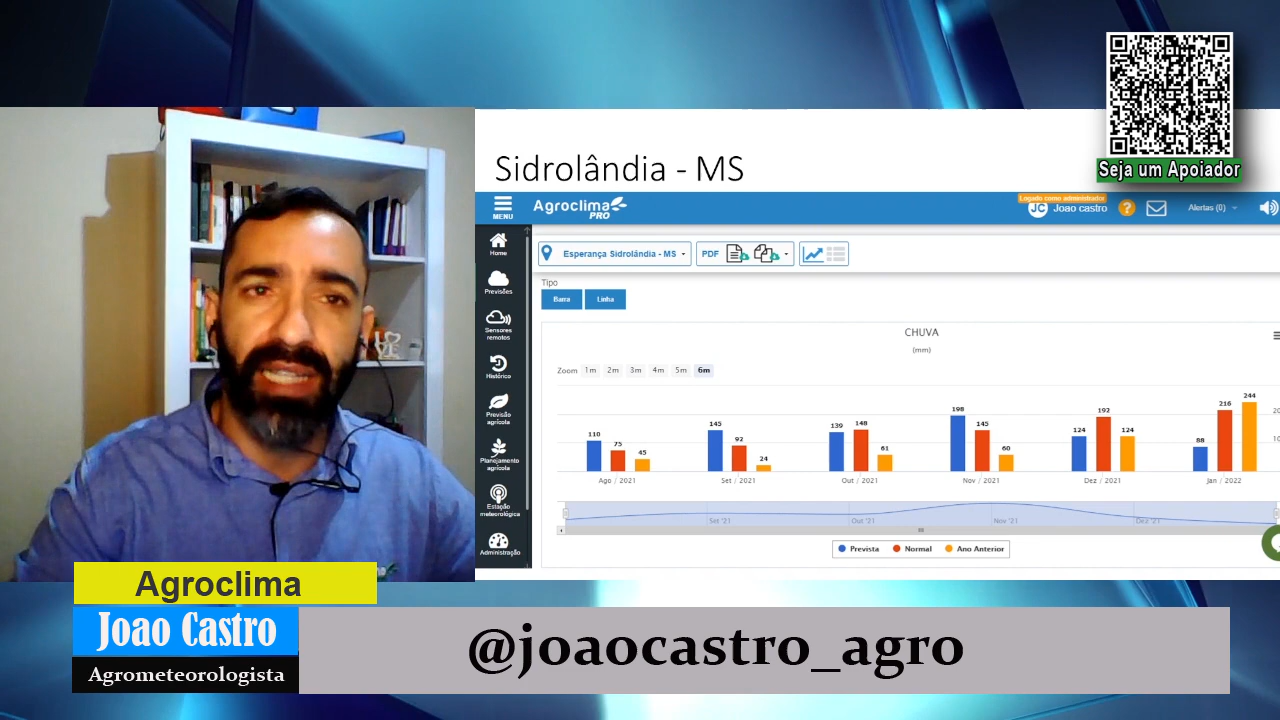 Seja um Apoiador
Sidrolândia - MS
MENU
Agroclima
PRO
Logado como administrador
JC Joao castro
?
Alertas (0)
Home
Previsões
Sensores
remotos
Histórico
Previsão
agrícola
Planejamento
agrícola
Estação
meteorológica
Administração
Esperança Sidrolândia - MS
PDF
Tipo
Barra
Linha
CHUVA
(mm)
Zoom 1m 2m 3m 4m 5m 6m
110 75 45
145 92 24
139 148 61
198 145 60
124 192 124
88 216 244
Ago / 2021 Set / 2021 Out / 2021 Nov / 2021 Dez / 2021 Jan / 2022
Set '21 Out '21 Nov '21 Dez '21
Prevista Normal Ano Anterior
Agroclima
Joao Castro
Agrometeorologista
@joaocastro_agro